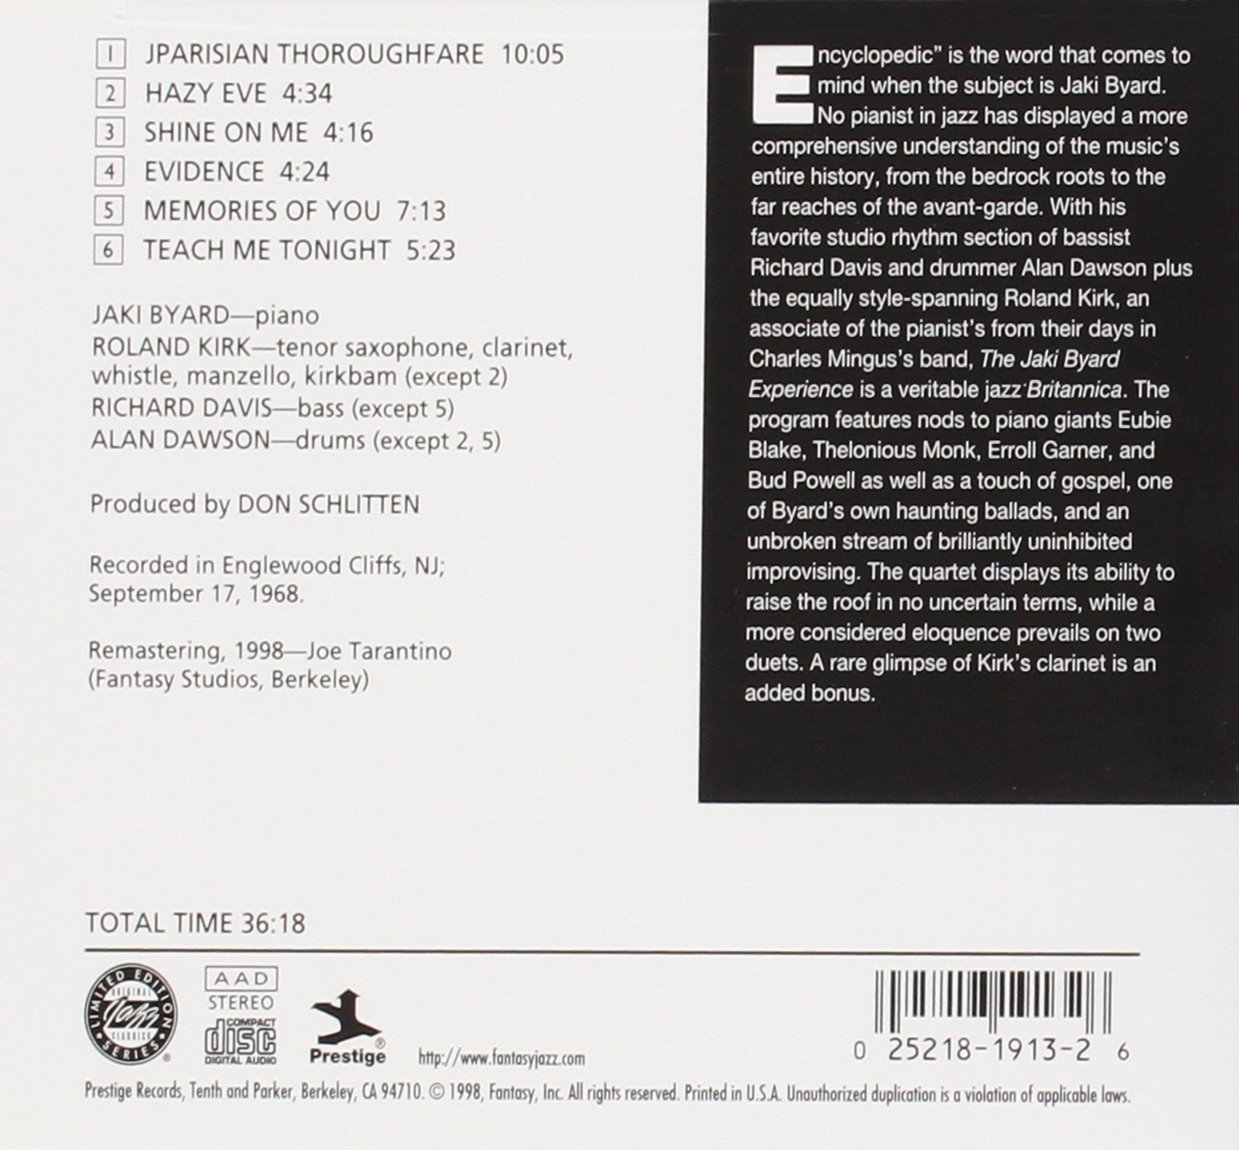 1 JPARISIAN THOROUGHFARE 10:05
2 HAZY EVE 4:34
3 SHINE ON ME 4:16
4 EVIDENCE 4:24
5 MEMORIES OF YOU 7:13
6 TEACH ME TONIGHT 5:23
JAKI BYARD—piano
ROLAND KIRK—tenor saxophone, clarinet,
whistle, manzello, kirkbam (except 2)
RICHARD DAVIS—bass (except 5)
ALAN DAWSON—drums (except 2, 5)
Produced by DON SCHLITTEN
Recorded in Englewood Cliffs, NJ;
September 17, 1968.
Remastering, 1998—Joe Tarantino
(Fantasy Studios, Berkeley)
Encyclopedic” is the word that comes to
mind when the subject is Jaki Byard.
No pianist in jazz has displayed a more
comprehensive understanding of the music’s
entire history, from the bedrock roots to the
far reaches of the avant-garde. With his
favorite studio rhythm section of bassist
Richard Davis and drummer Alan Dawson plus
the equally style-spanning Roland Kirk, an
associate of the pianist’s from their days in
Charles Mingus’s band, The Jaki Byard
Experience is a veritable jazz Britannica. The
program features nods to piano giants Eubie
Blake, Thelonious Monk, Erroll Garner, and
Bud Powell as well as a touch of gospel, one
of Byard’s own haunting ballads, and an
unbroken stream of brilliantly uninhibited
improvising. The quartet displays its ability to
raise the roof in no uncertain terms, while a
more considered eloquence prevails on two
duets. A rare glimpse of Kirk’s clarinet is an
added bonus.
TOTAL TIME 36:18
LIMITED EDITION
ORIGINAL
Jazz
CLASSICS
SERIES
®
AAD
STEREO
COMPACT
disc
DIGITAL AUDIO
®
Prestige
http://www.fantasyjazz.com
0 25218-1913-2 6
Prestige Records, Tenth and Parker, Berkeley, CA 94710. © 1998, Fantasy, Inc. All rights reserved. Printed in U.S.A. Unauthorized duplication is a violation of applicable laws.